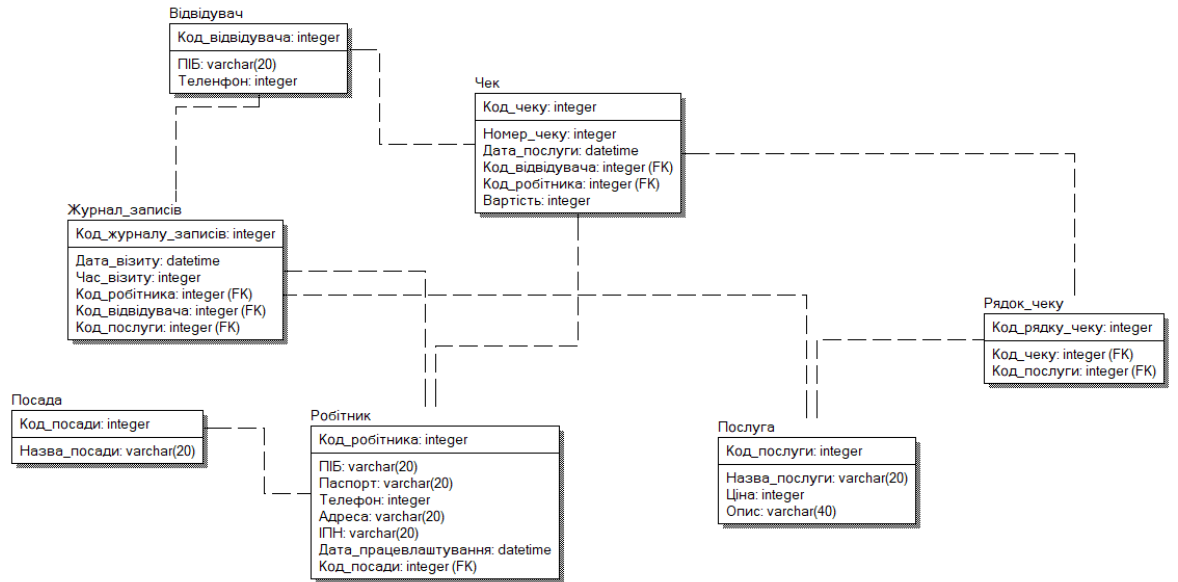 Відвідувач
Код_відвідувача: integer
ПІБ: varchar(20)
Теленфон: integer
Чек
Код_чеку: integer
Номер_чеку: integer
Дата_послуги: datetime
Код_відвідувача: integer (FK)
Код_робітника: integer (FK)
Вартість: integer
Журнал_записів
Код_журналу_записів: integer
Дата_візиту: datetime
Час_візиту: integer
Код_робітника: integer (FK)
Код_відвідувача: integer (FK)
Код_послуги: integer (FK)
Рядок_чеку
Код_рядку_чеку: integer
Код_чеку: integer (FK)
Код_послуги: integer (FK)
Посада
Код_посади: integer
Назва_посади: varchar(20)
Робітник
Код_робітника: integer
ПІБ: varchar(20)
Паспорт: varchar(20)
Телефон: integer
Адреса: varchar(20)
ІПН: varchar(20)
Дата_працевлаштування: datetime
Код_посади: integer (FK)
Послуга
Код_послуги: integer
Назва_послуги: varchar(20)
Ціна: integer
Опис: varchar(40)